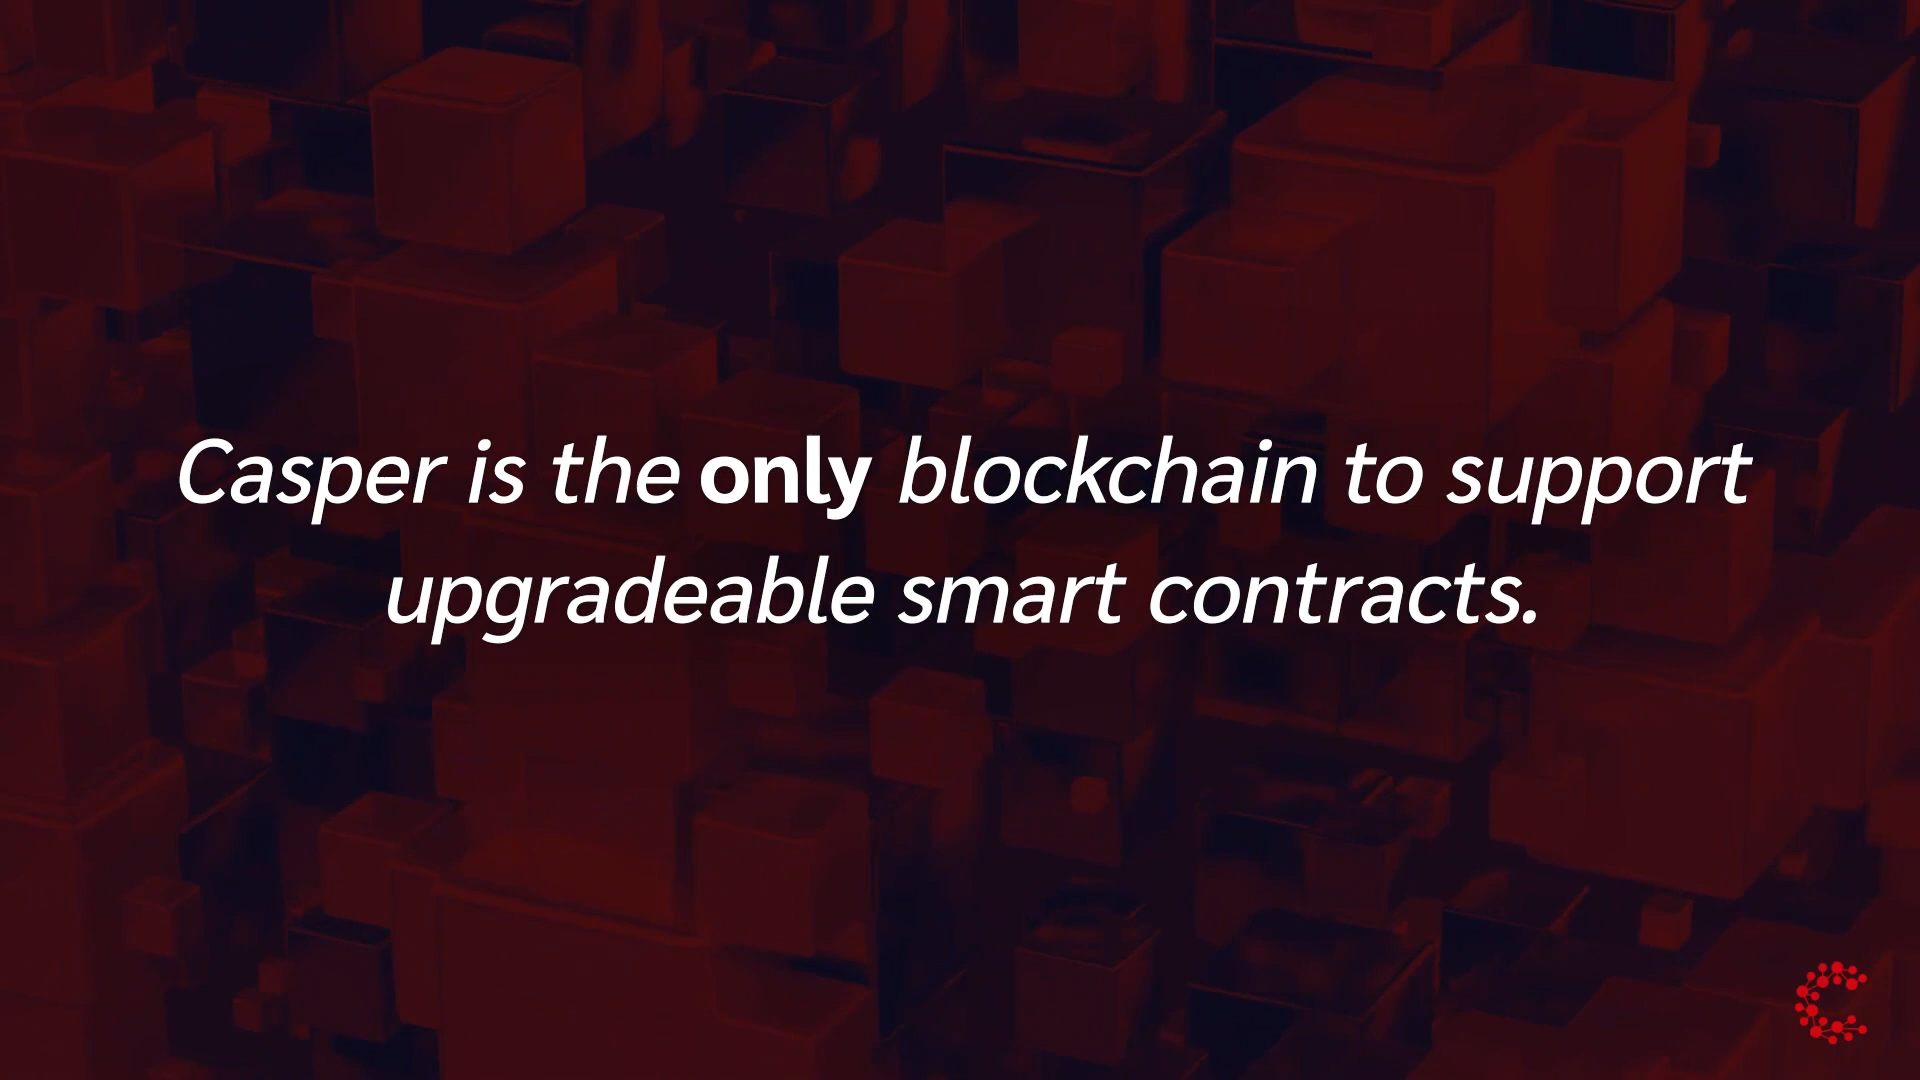 Casper is the only blockchain to support
upgradeable smart contracts.